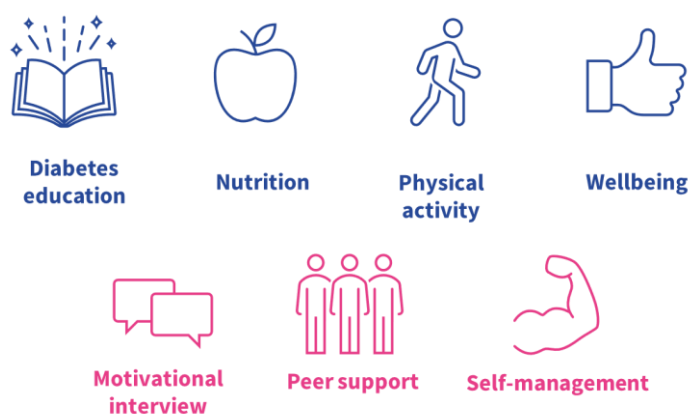 Diabetes
education
Nutrition
Physical
activity
Wellbeing
Motivational
interview
Peer support
Self-management